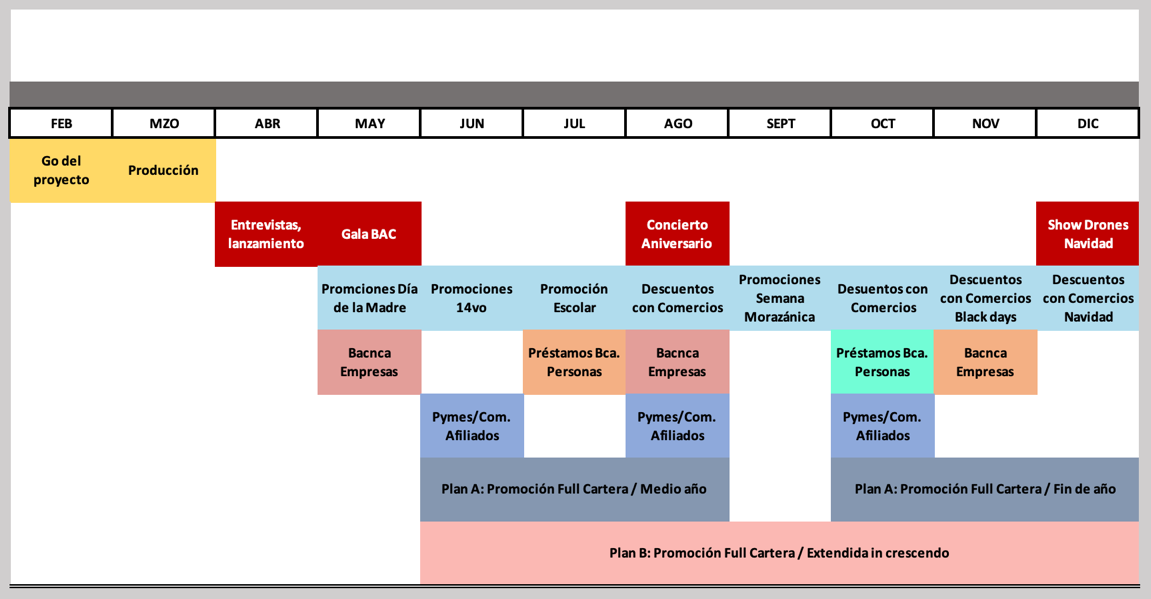 FEB MZO ABR MAY JUN JUL AGO SEPT OCT NOV DIC
Go del
proyecto
Producción
Entrevistas,
lanzamiento
Gala BAC
Concierto
Aniversario
Show Drones
Navidad
Promciones Día
de la Madre
Promociones
14vo
Promoción
Escolar
Descuentos
con Comercios
Promociones
Semana
Morazánica
Desuentos con
Comercios
Descuentos
con Comercios
Black days
Descuentos
con Comercios
Navidad
Bacnca
Empresas
Préstamos Bca.
Personas
Bacnca
Empresas
Préstamos Bca.
Personas
Bacnca
Empresas
Pymes/Com.
Afiliados
Pymes/Com.
Afiliados
Pymes/Com.
Afiliados
Plan A: Promoción Full Cartera / Medio año
Plan A: Promoción Full Cartera / Fin de año
Plan B: Promoción Full Cartera / Extendida in crescendo